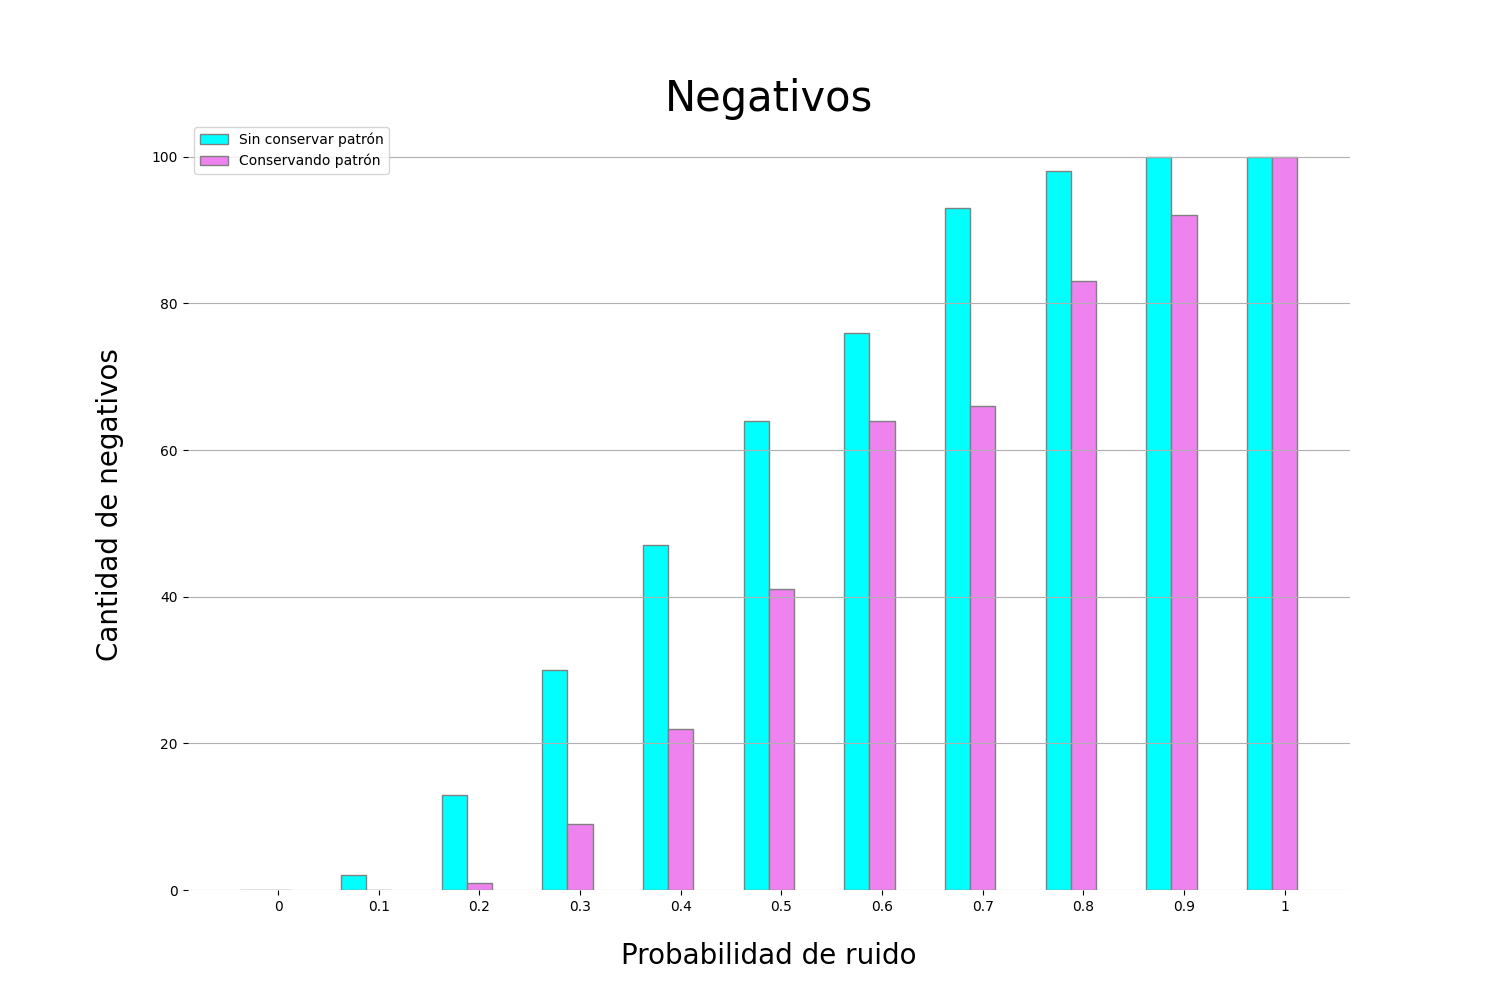 Negativos
Sin conservar patrón
Conservando patrón
100
80
60
40
20
0
Cantidad de negativos
0 0.1 0.2 0.3 0.4 0.5 0.6 0.7 0.8 0.9 1
Probabilidad de ruido